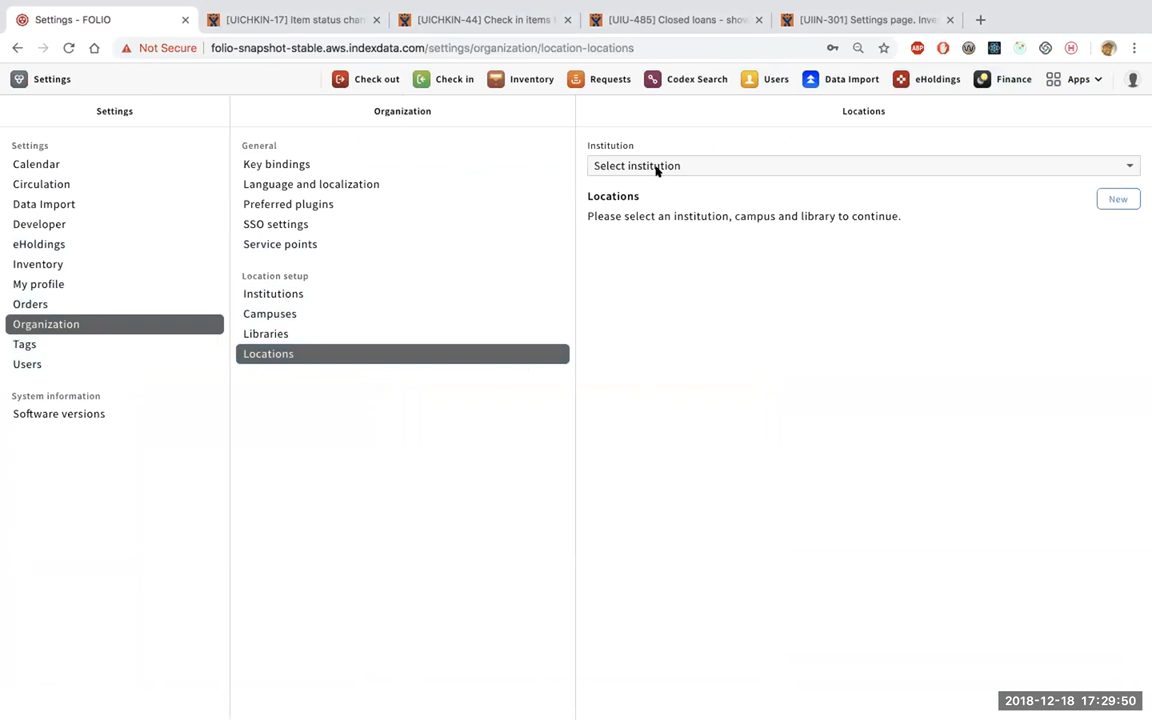 Settings - FOLIO
[UICHKIN-17] Item status chan
[UICHKIN-44] Check in items
[UIU-485] Closed loans - show
[UIIN-301] Settings page. Inve
Not Secure folio-snapshot-stable.aws.indexdata.com/settings/organization/location-locations
ABP
Settings
Check out
Check in
Inventory
Requests
Codex Search
Users
Data Import
eHoldings
Finance
Apps
Settings
Organization
Locations
Settings
Calendar
Circulation
Data Import
Developer
eHoldings
Inventory
My profile
Orders
Organization
Tags
Users
System information
Software versions
General
Key bindings
Language and localization
Preferred plugins
SSO settings
Service points
Location setup
Institutions
Campuses
Libraries
Locations
Institution
Select institution
Locations
New
Please select an institution, campus and library to continue.
2018-12-18 17:29:50